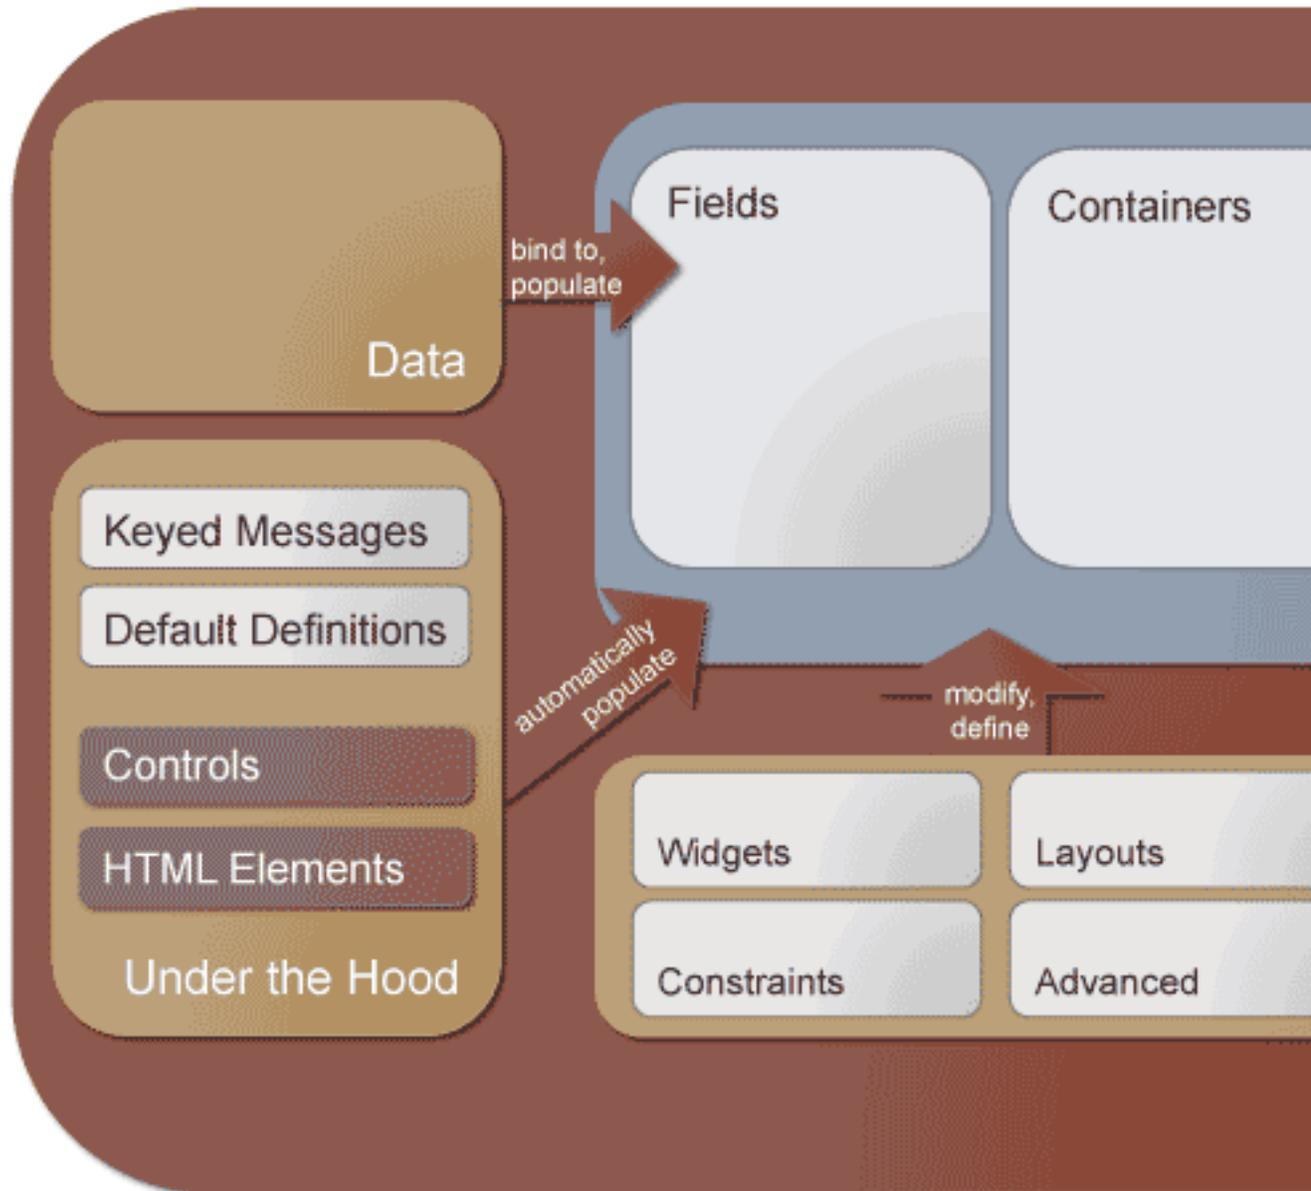 Fields
Containers
bind to,
populate
Data
Keyed Messages
Default Definitions
Controls
HTML Elements
Under the Hood
automatically
populate
modify,
define
Widgets
Layouts
Constraints
Advanced